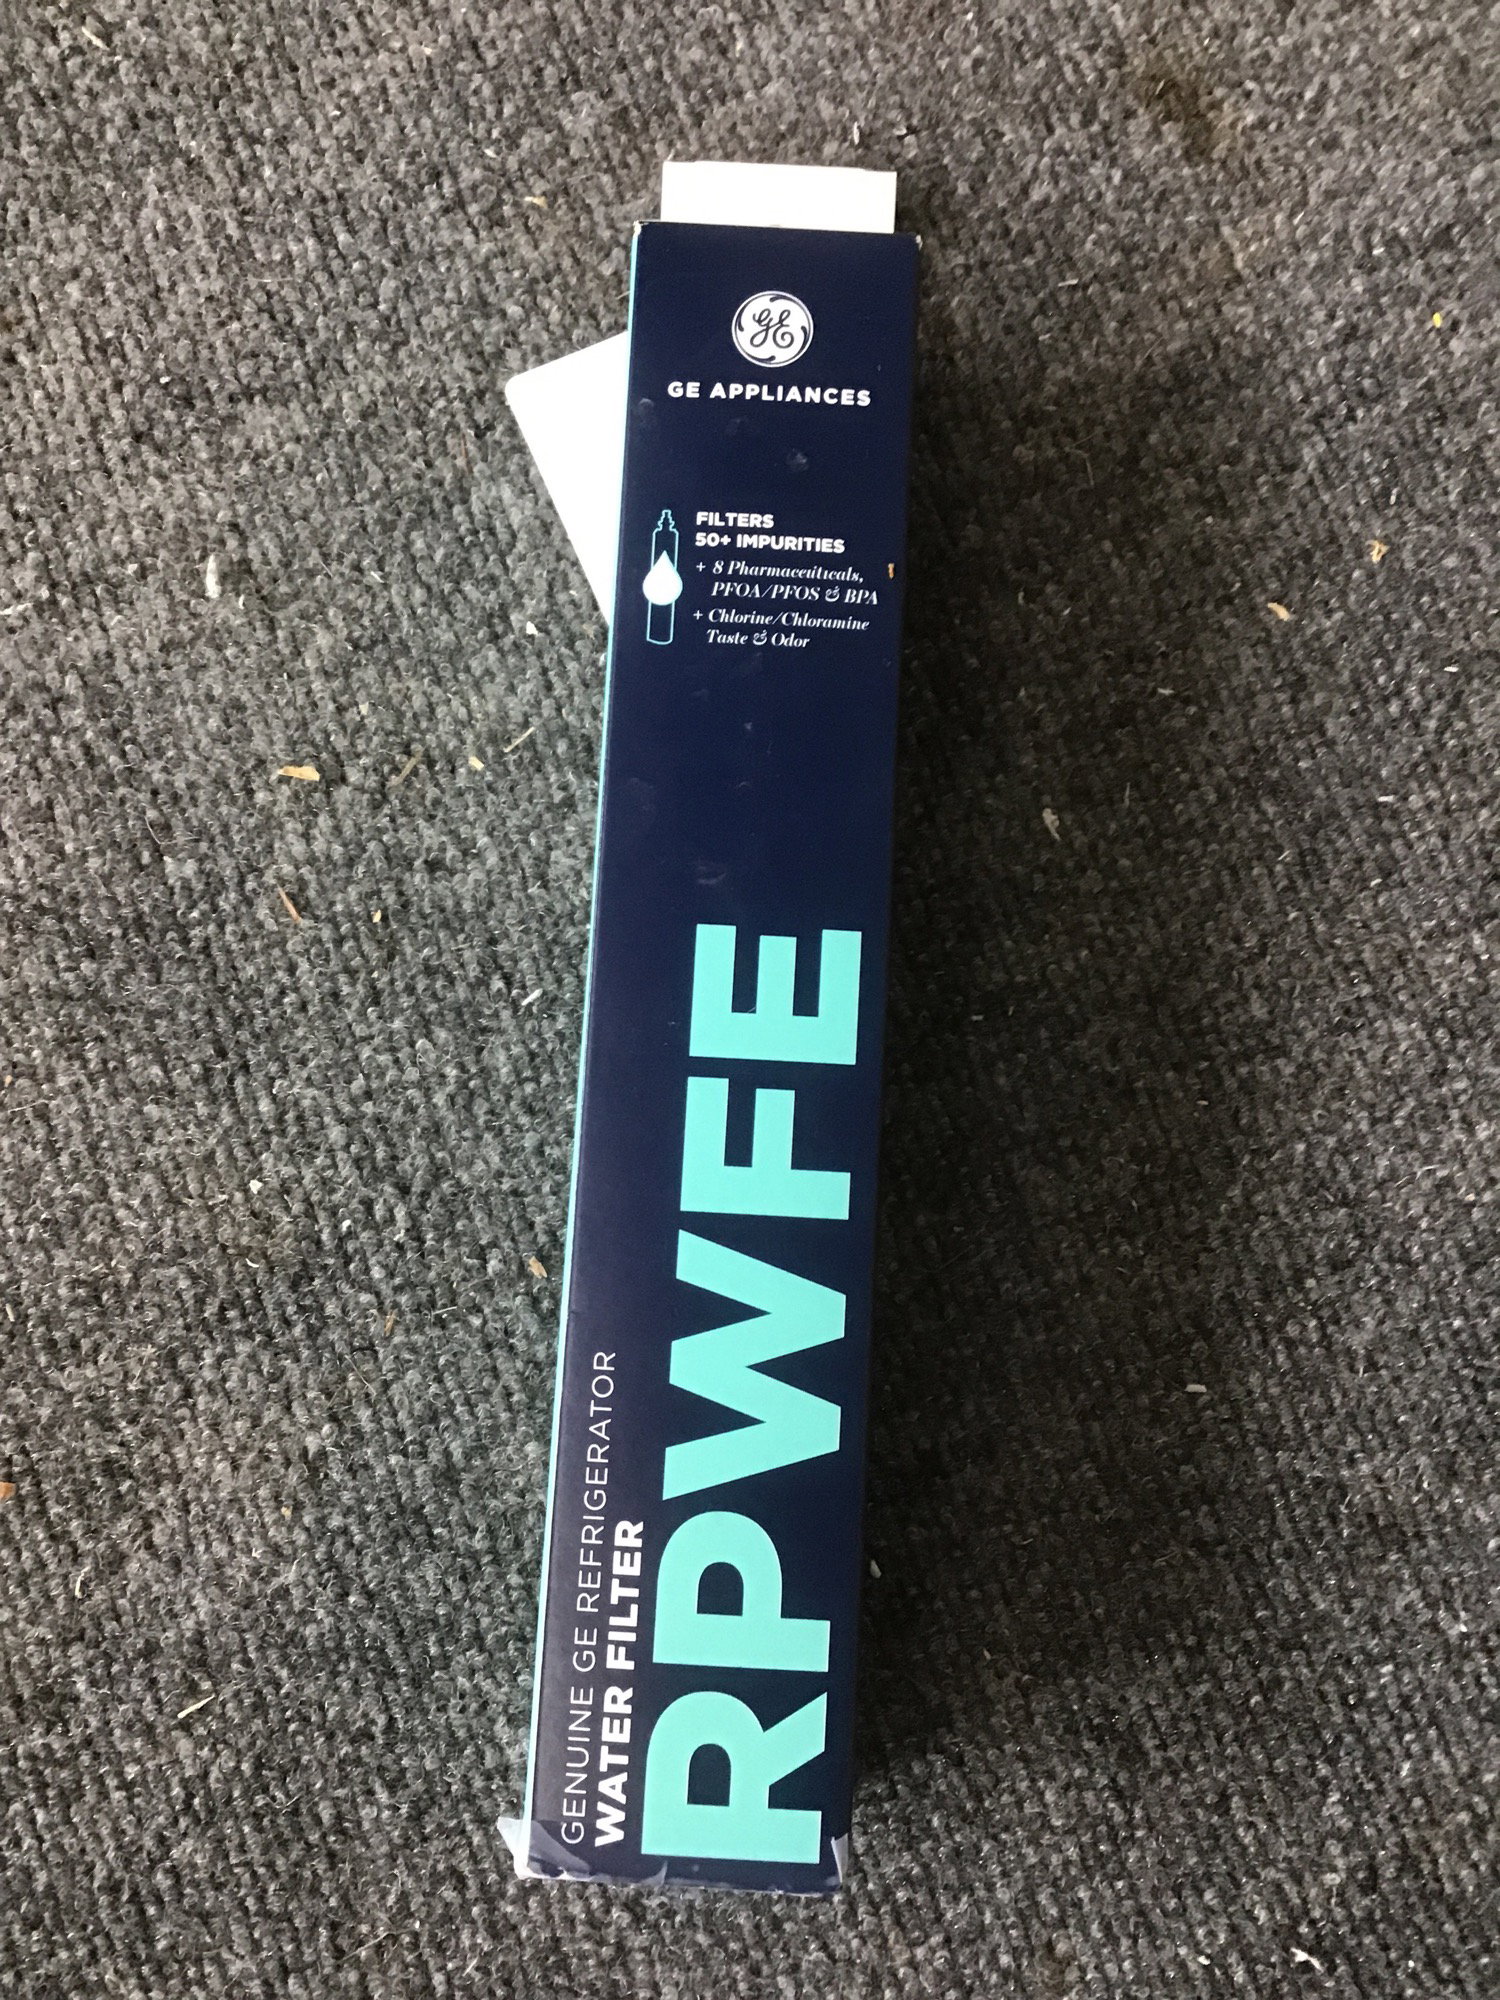 GE
GE APPLIANCES
FILTERS
50+ IMPURITIES
+ 8 Pharmaceuticals,
PFOA/PFOS & BPA
+ Chlorine/Chloramine
Taste & Odor
GENUINE GE REFRIGERATOR
WATER FILTER
RPWFE